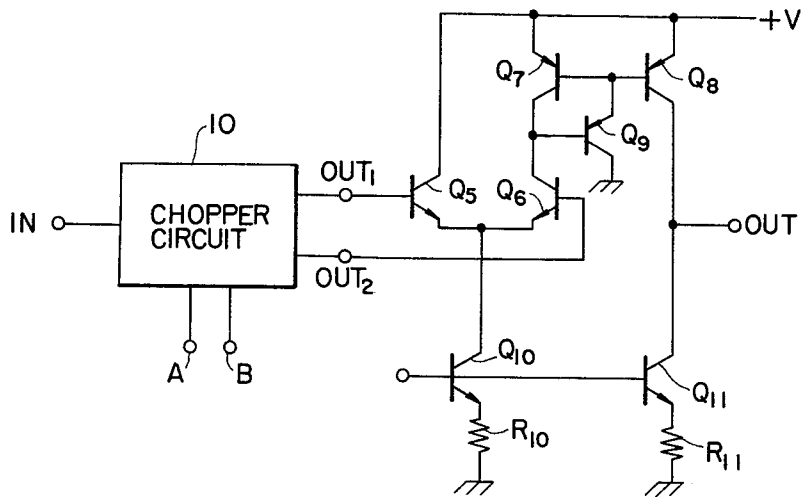 +V
Q7
Q8
10
Q9
OUT1
Q5
Q6
IN
CHOPPER
CIRCUIT
OUT
OUT2
Q10
A
B
Q11
R10
R11